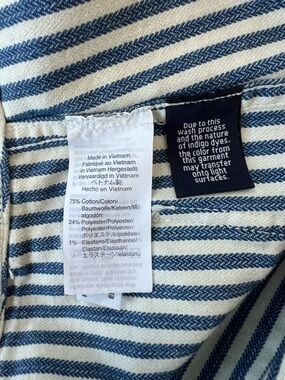 Made in Vietnam
Fabriqué au Vietnam
in Vietnam Hergestellt
Vervaardigd in Viëtnam
ベトナム製
Hecho en Vietnam
75% Cotton/Coton/
Baumwolle/Katoen/綿/
algodón
24% Polyester/Polyester/
Polyester/Polyester/
ポリエステル/poliéster
1% Elastane/Elasthanne/
Elastan/Elastaan/
エラステーン/elastano
Due to this
wash process
and the nature
of indigo dyes,
the color from
this garment
may transfer
onto light
surfaces.